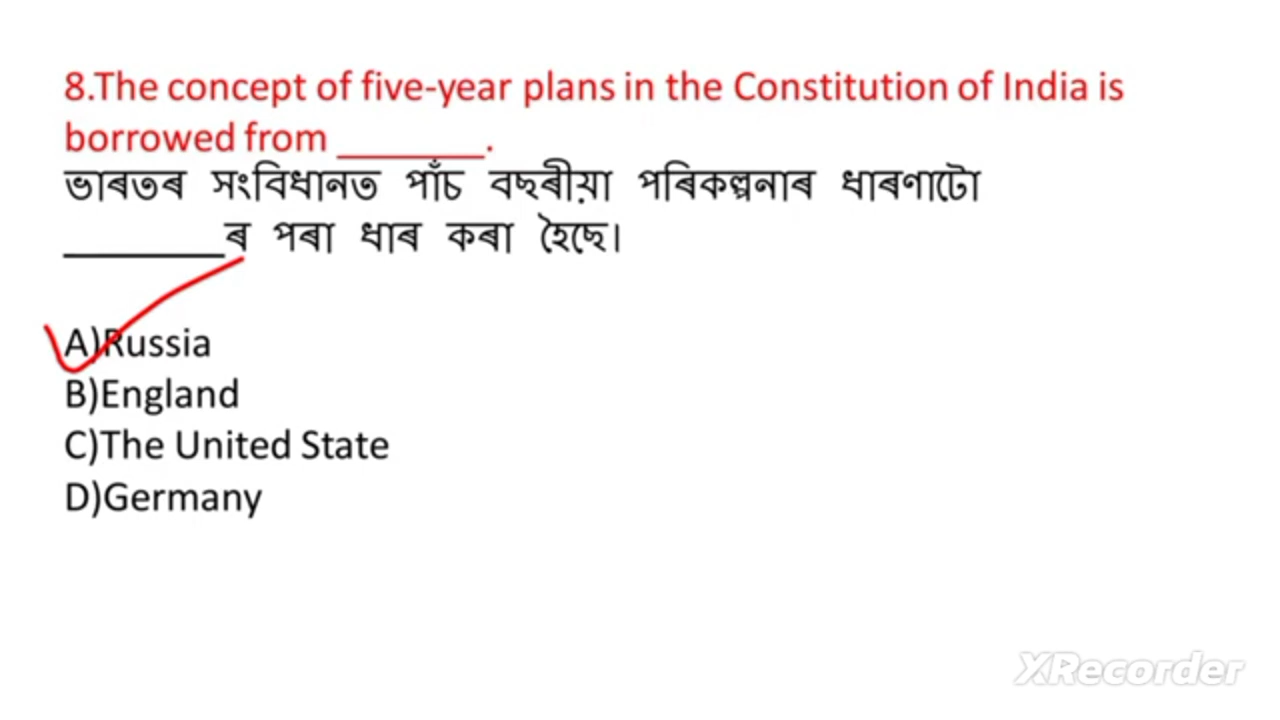 8.The concept of five-year plans in the Constitution of India is
borrowed from _______.
ভাৰতৰ সংবিধানত পাঁচ বছৰীয়া পৰিকল্পনাৰ ধাৰণাটো
________ৰ পৰা ধাৰ কৰা হৈছে।
A)Russia
B)England
C)The United State
D)Germany
XRecorder